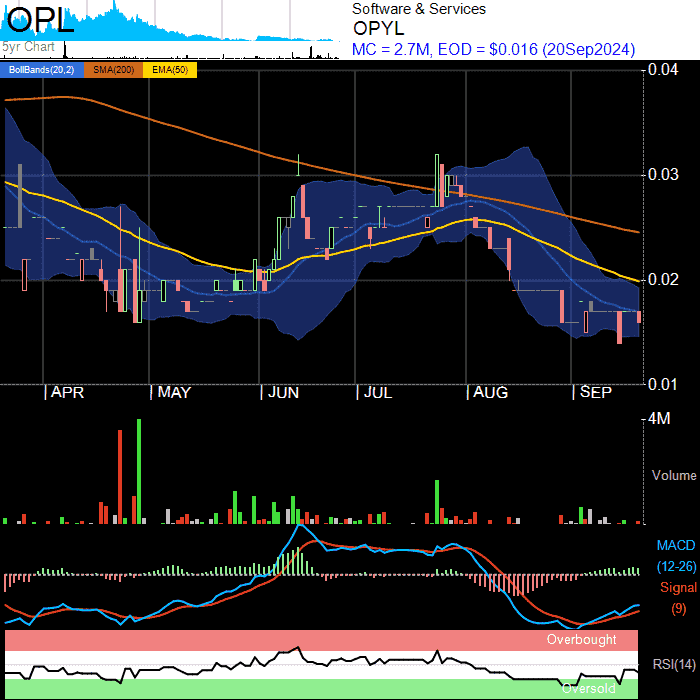 OPL
5yr Chart
Software & Services
OPYL
MC = 2.7M, EOD = $0.016 (20Sep2024)
BollBands(20,2) SMA(200) EMA(50)
0.04
0.03
0.02
0.01
APR MAY JUN JUL AUG SEP
4M
Volume
MACD
(12-26)
Signal
(9)
Overbought
RSI(14)
Oversold